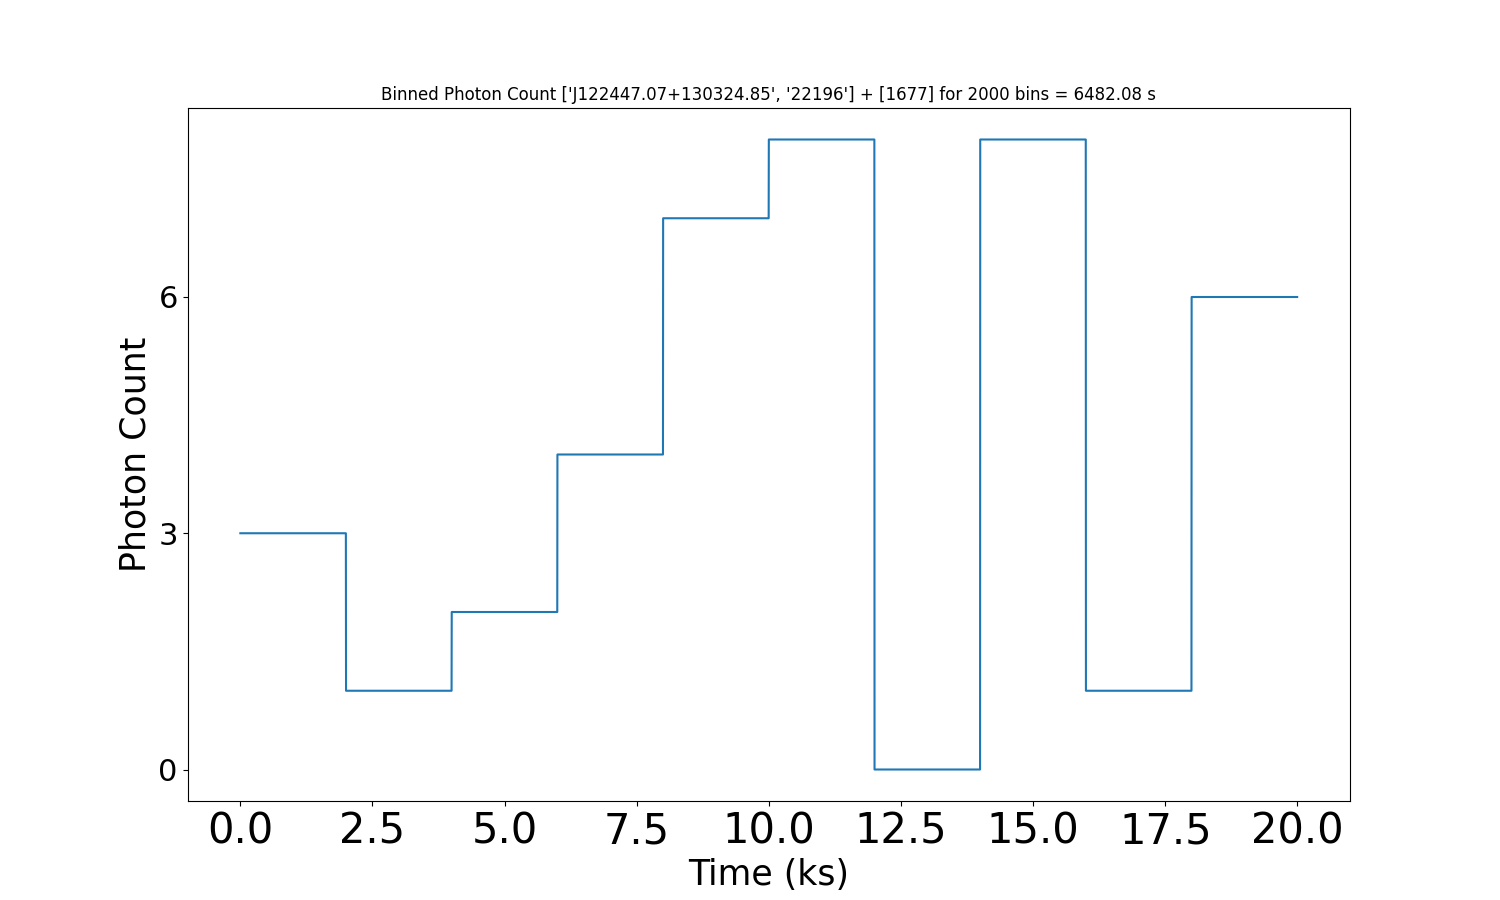 Binned Photon Count ['J122447.07+130324.85', '22196'] + [1677] for 2000 bins = 6482.08 s
Photon Count
6
3
0
0.0 2.5 5.0 7.5 10.0 12.5 15.0 17.5 20.0
Time (ks)